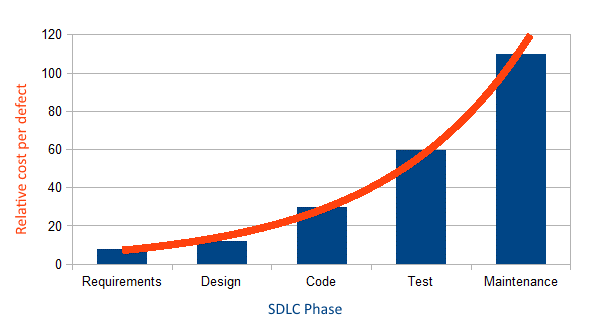 Relative cost per defect
120
100
80
60
40
20
0
Requirements Design Code Test Maintenance
SDLC Phase